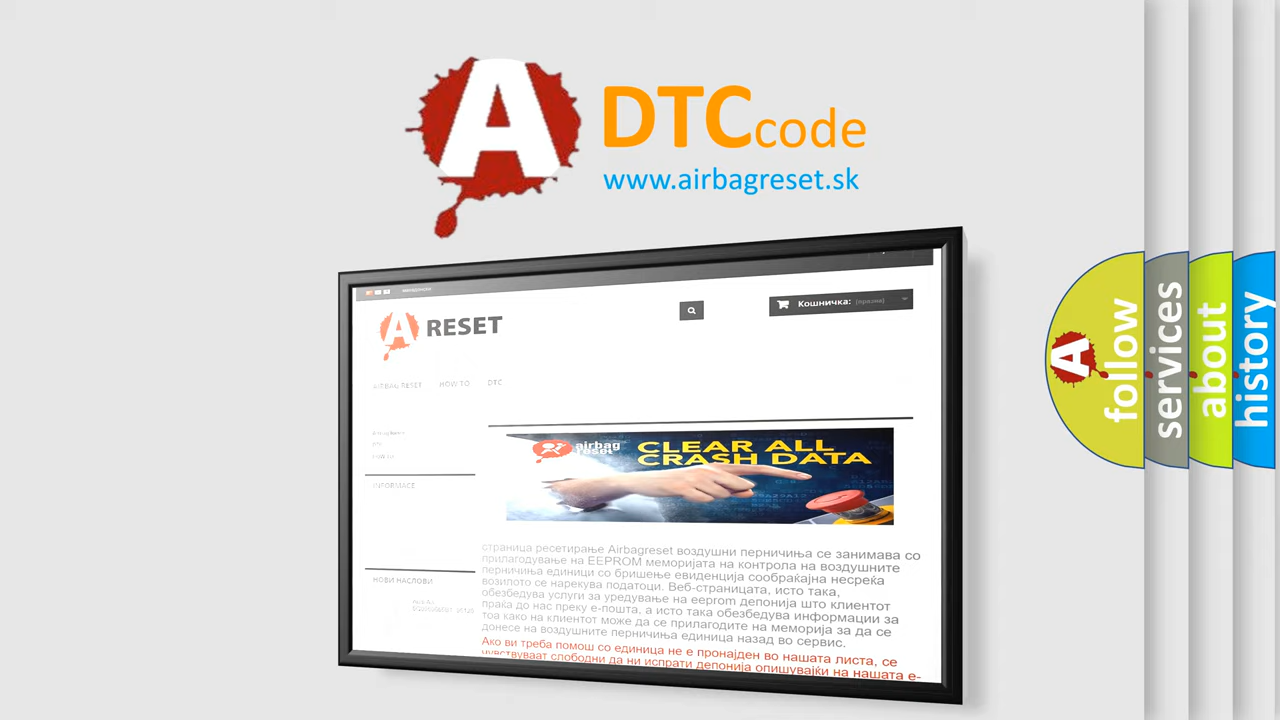 A
DTC code
www.airbagreset.sk
A RESET
Кошничка: (празни)
AIRBAG RESET HOW TO DTC
INFORMACE
НОВИ НАСЛОВИ
airbag
reset
CLEAR ALL
CRASH DATA
страница ресетирање Airbagreset воздушни перничиња се занимава со
прилагодување на EEPROM меморијата на контрола на воздушните
перничиња единици со бришење евиденција сообраќајна несреќа
возилото се нарекува податоци. Веб-страницата, исто така,
обезбедува услуги за уредување на eeprom депонија што клиентот
праќа до нас преку е-пошта, а исто така обезбедува информации за
тоа како на клиентот може да се прилагодите на меморија за да се
донесе на воздушните перничиња единица назад во сервис.
Ако ви треба помош со единица не е пронајден во нашата листа, се
чувствуваат слободни да ни испрати депонија опишувајќи на нашата е-
A
follow
services
about
history